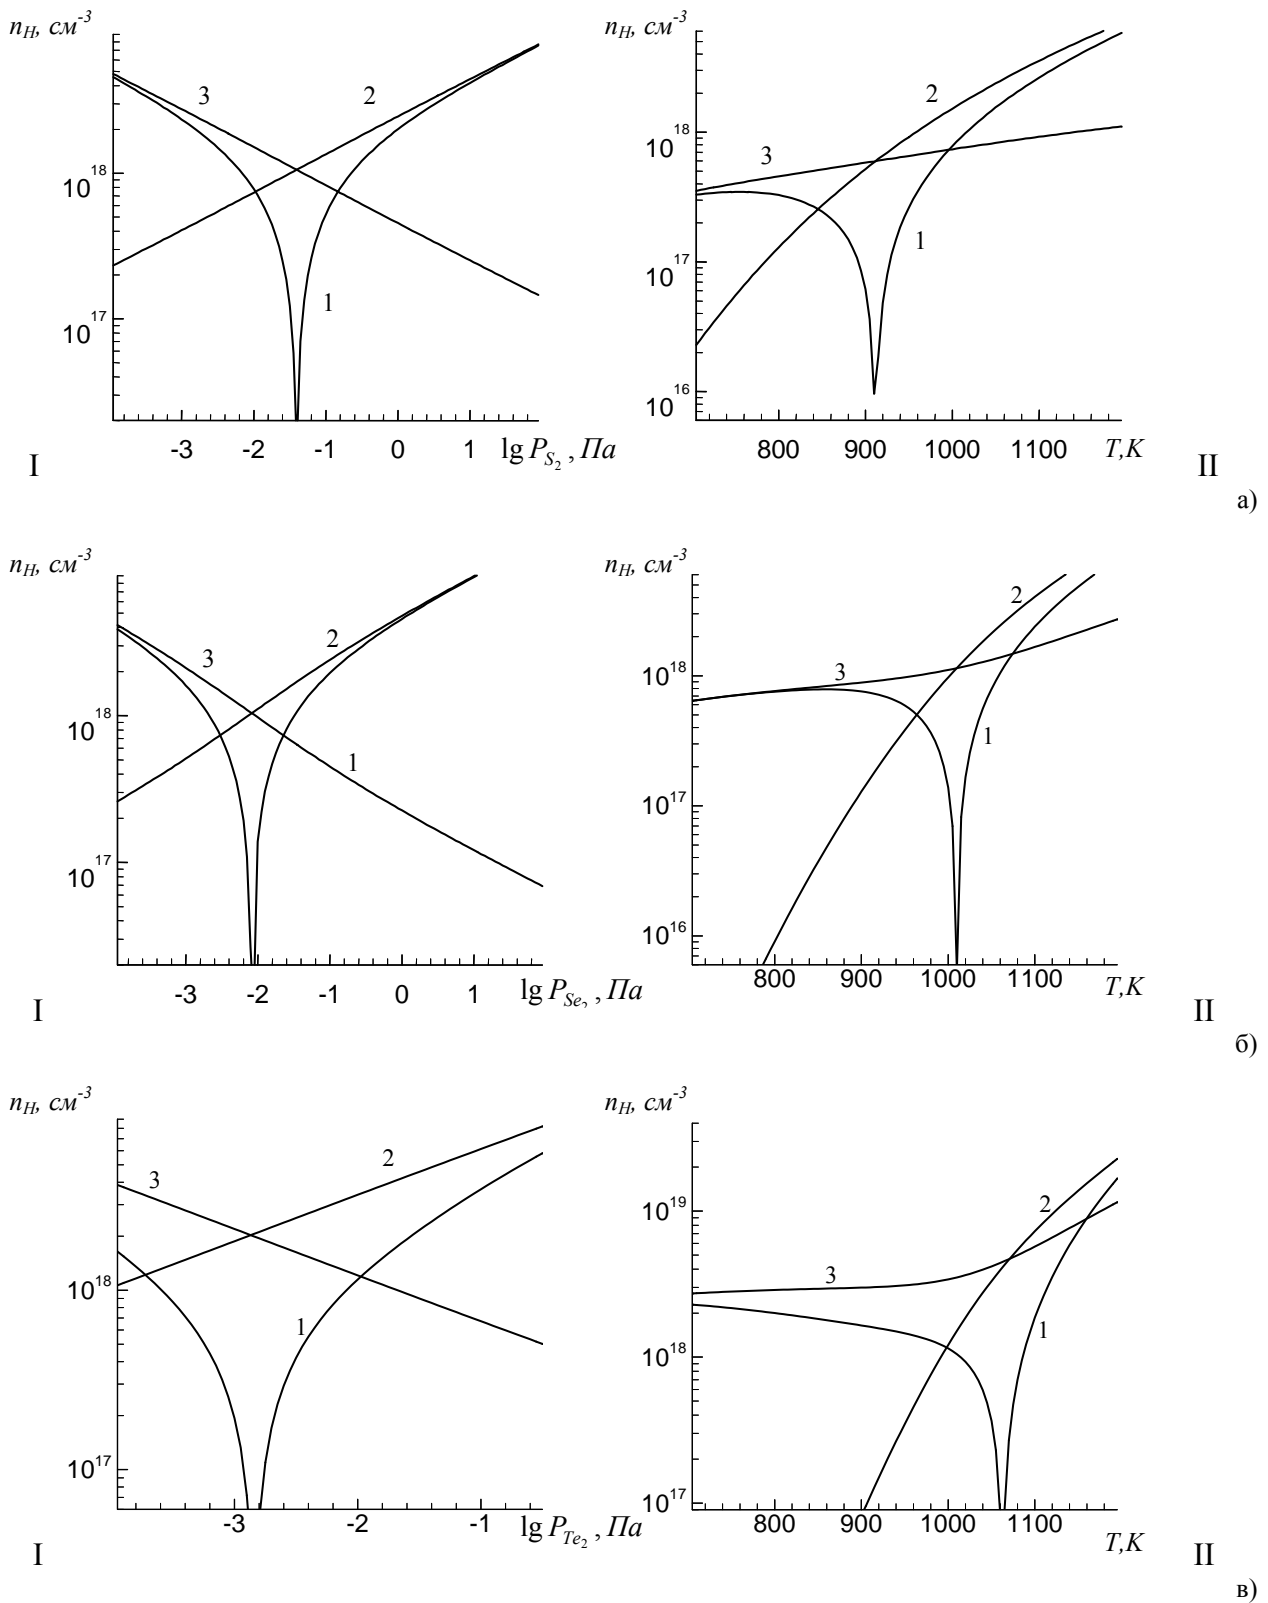 n_H, см^-3
3
2
10^18
10^17
1
-3 -2 -1 0 1 lg P_S2 , Па
I
n_H, см^-3
2
10^18
3
1
10^17
10^16
800 900 1000 1100 T,K
II
а)
n_H, см^-3
2
3
10^18
1
10^17
-3 -2 -1 0 1 lg P_Se2 , Па
I
n_H, см^-3
2
10^18
3
1
10^17
10^16
800 900 1000 1100 T,K
II
б)
n_H, см^-3
2
3
10^18
1
10^17
-3 -2 -1 lg P_Te2 , Па
I
n_H, см^-3
10^19
2
3
10^18
1
10^17
800 900 1000 1100 T,K
II
в)